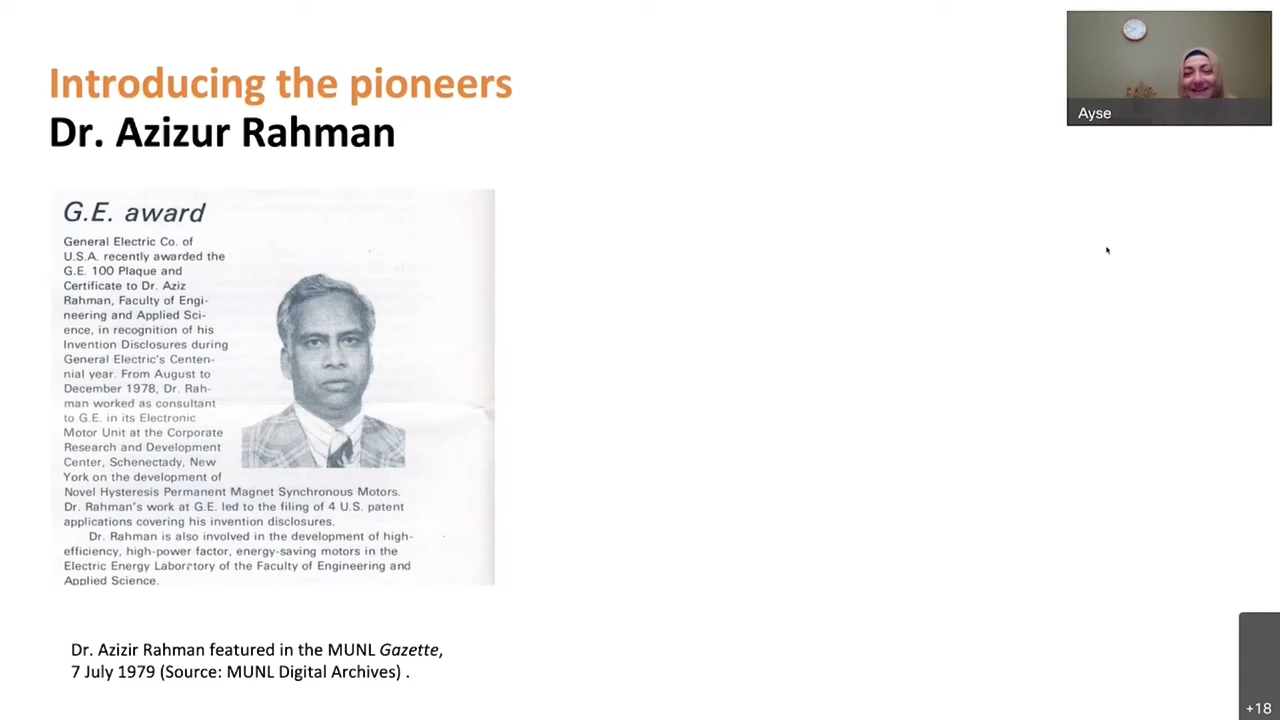 Introducing the pioneers
Dr. Azizur Rahman
Ayse
G.E. award
General Electric Co. of
U.S.A. recently awarded the
G.E. 100 Plaque and
Certificate to Dr. Aziz
Rahman, Faculty of Engi-
neering and Applied Sci-
ence, in recognition of his
Invention Disclosures during
General Electric's Centen-
nial year. From August to
December 1978, Dr. Rah-
man worked as consultant
to G.E. in its Electronic
Motor Unit at the Corporate
Research and Development
Center, Schenectady, New
York on the development of
Novel Hysteresis Permanent Magnet Synchronous Motors.
Dr. Rahman's work at G.E. led to the filing of 4 U.S. patent
applications covering his invention disclosures.
Dr. Rahman is also involved in the development of high-
efficiency, high-power factor, energy-saving motors in the
Electric Energy Laboratory of the Faculty of Engineering and
Applied Science.
Dr. Azizir Rahman featured in the MUNL Gazette,
7 July 1979 (Source: MUNL Digital Archives) .
+18